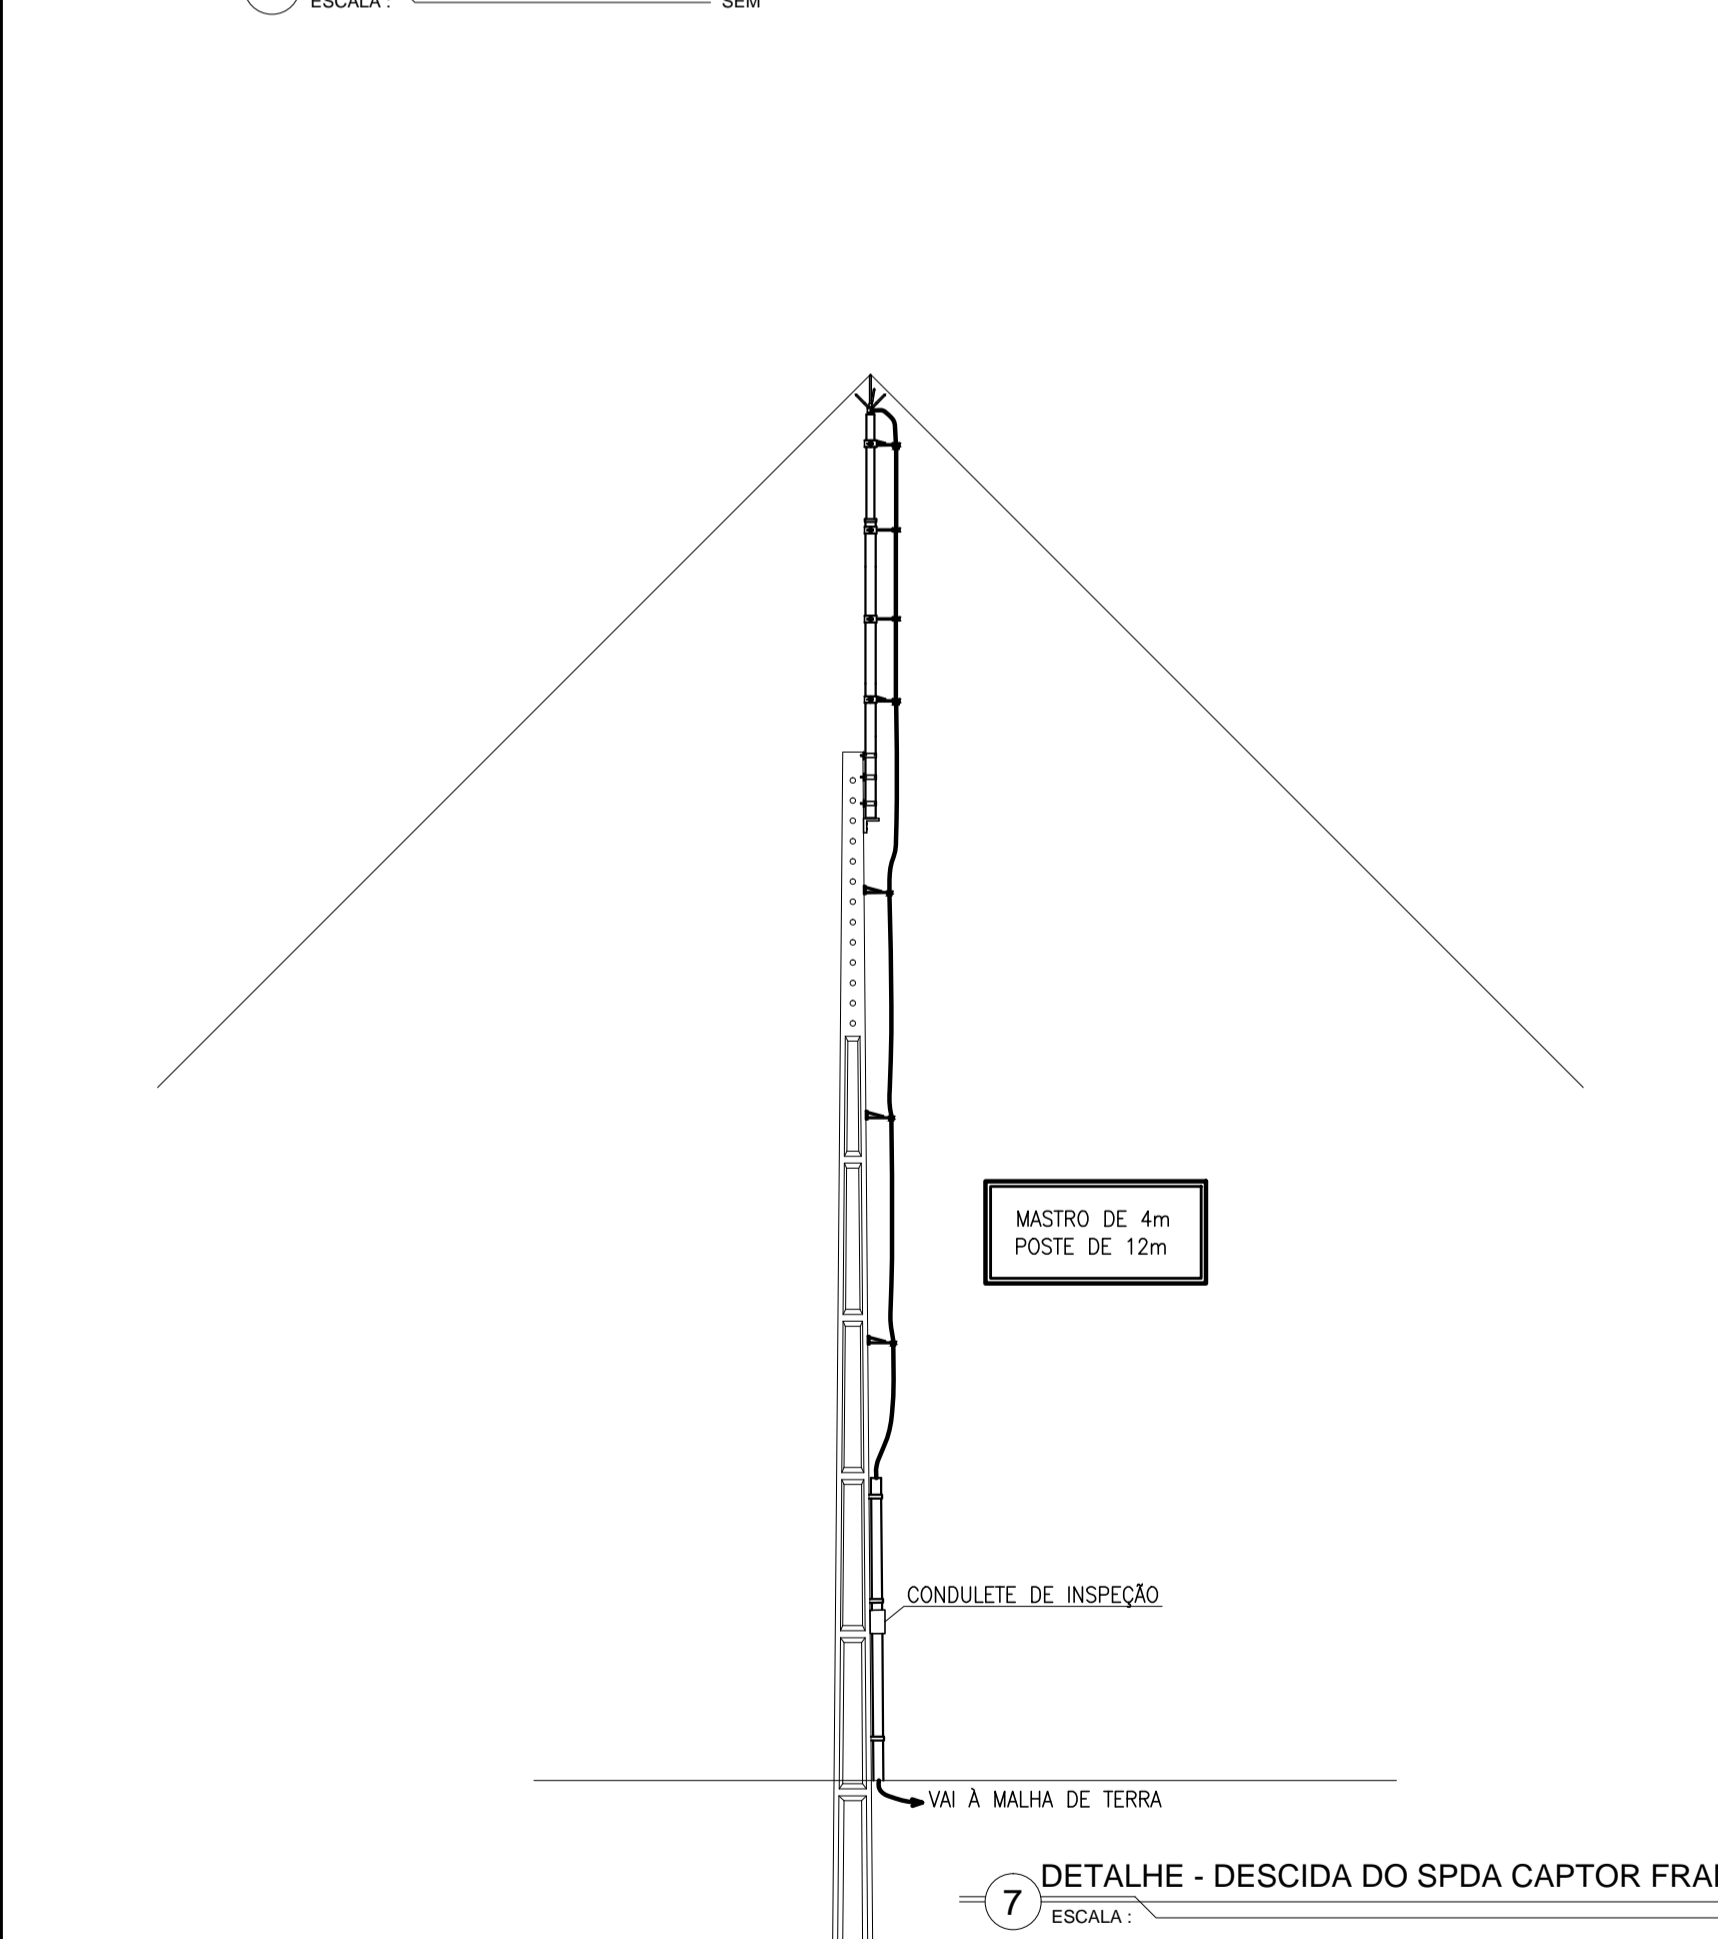 ESCALA :
SEM
MASTRO DE 4m
POSTE DE 12m
CONDULETE DE INSPEÇÃO
VAI À MALHA DE TERRA
7
DETALHE - DESCIDA DO SPDA CAPTOR
ESCALA :